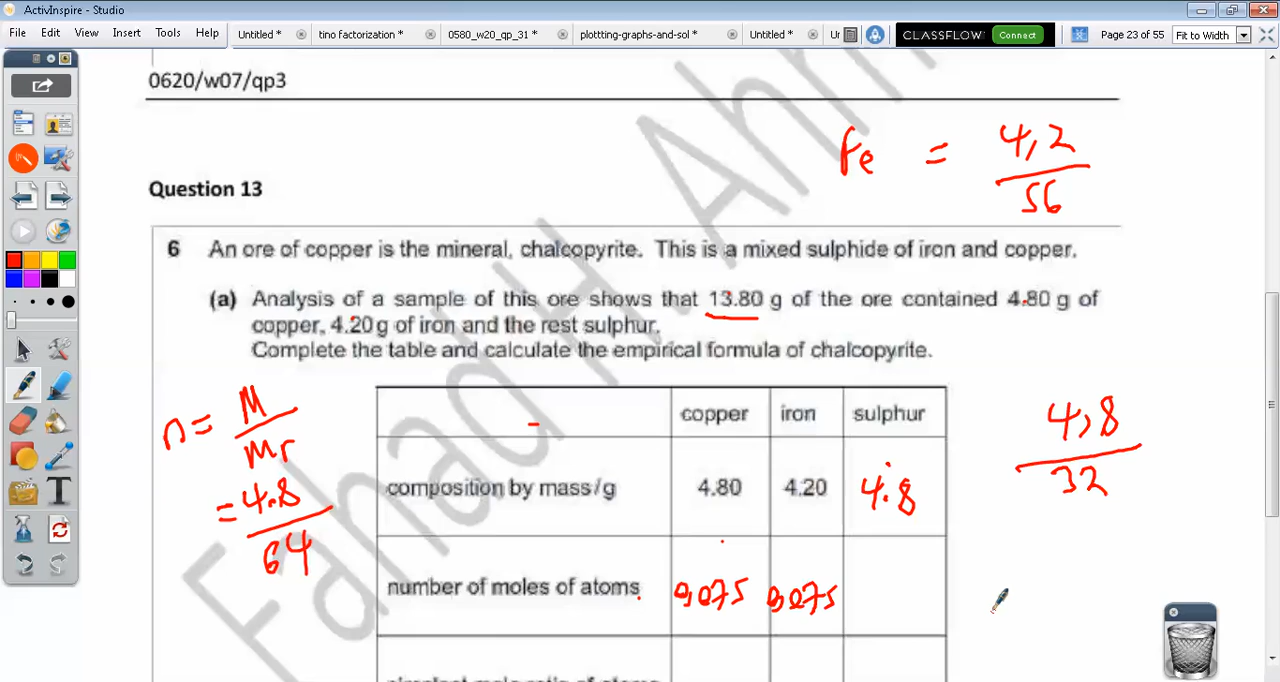 ActivInspire - Studio
File Edit View Insert Tools Help
Untitled * tino factorization * 0580_w20_qp_31 * plottting-graphs-and-sol * Untitled * Ur CLASSFLOW Connect Page 23 of 55 Fit to Width
0620/w07/qp3
Fe = 4,2
56
Question 13
6 An ore of copper is the mineral, chalcopyrite. This is a mixed sulphide of iron and copper.
(a) Analysis of a sample of this ore shows that 13.80 g of the ore contained 4.80 g of
copper, 4.20 g of iron and the rest sulphur.
Complete the table and calculate the empirical formula of chalcopyrite.
n = M
Mr
= 4.8
64
copper iron sulphur
composition by mass/g 4.80 4.20 4.8
4,8
32
number of moles of atoms 0,075 0,075
Fahad H. Ahm